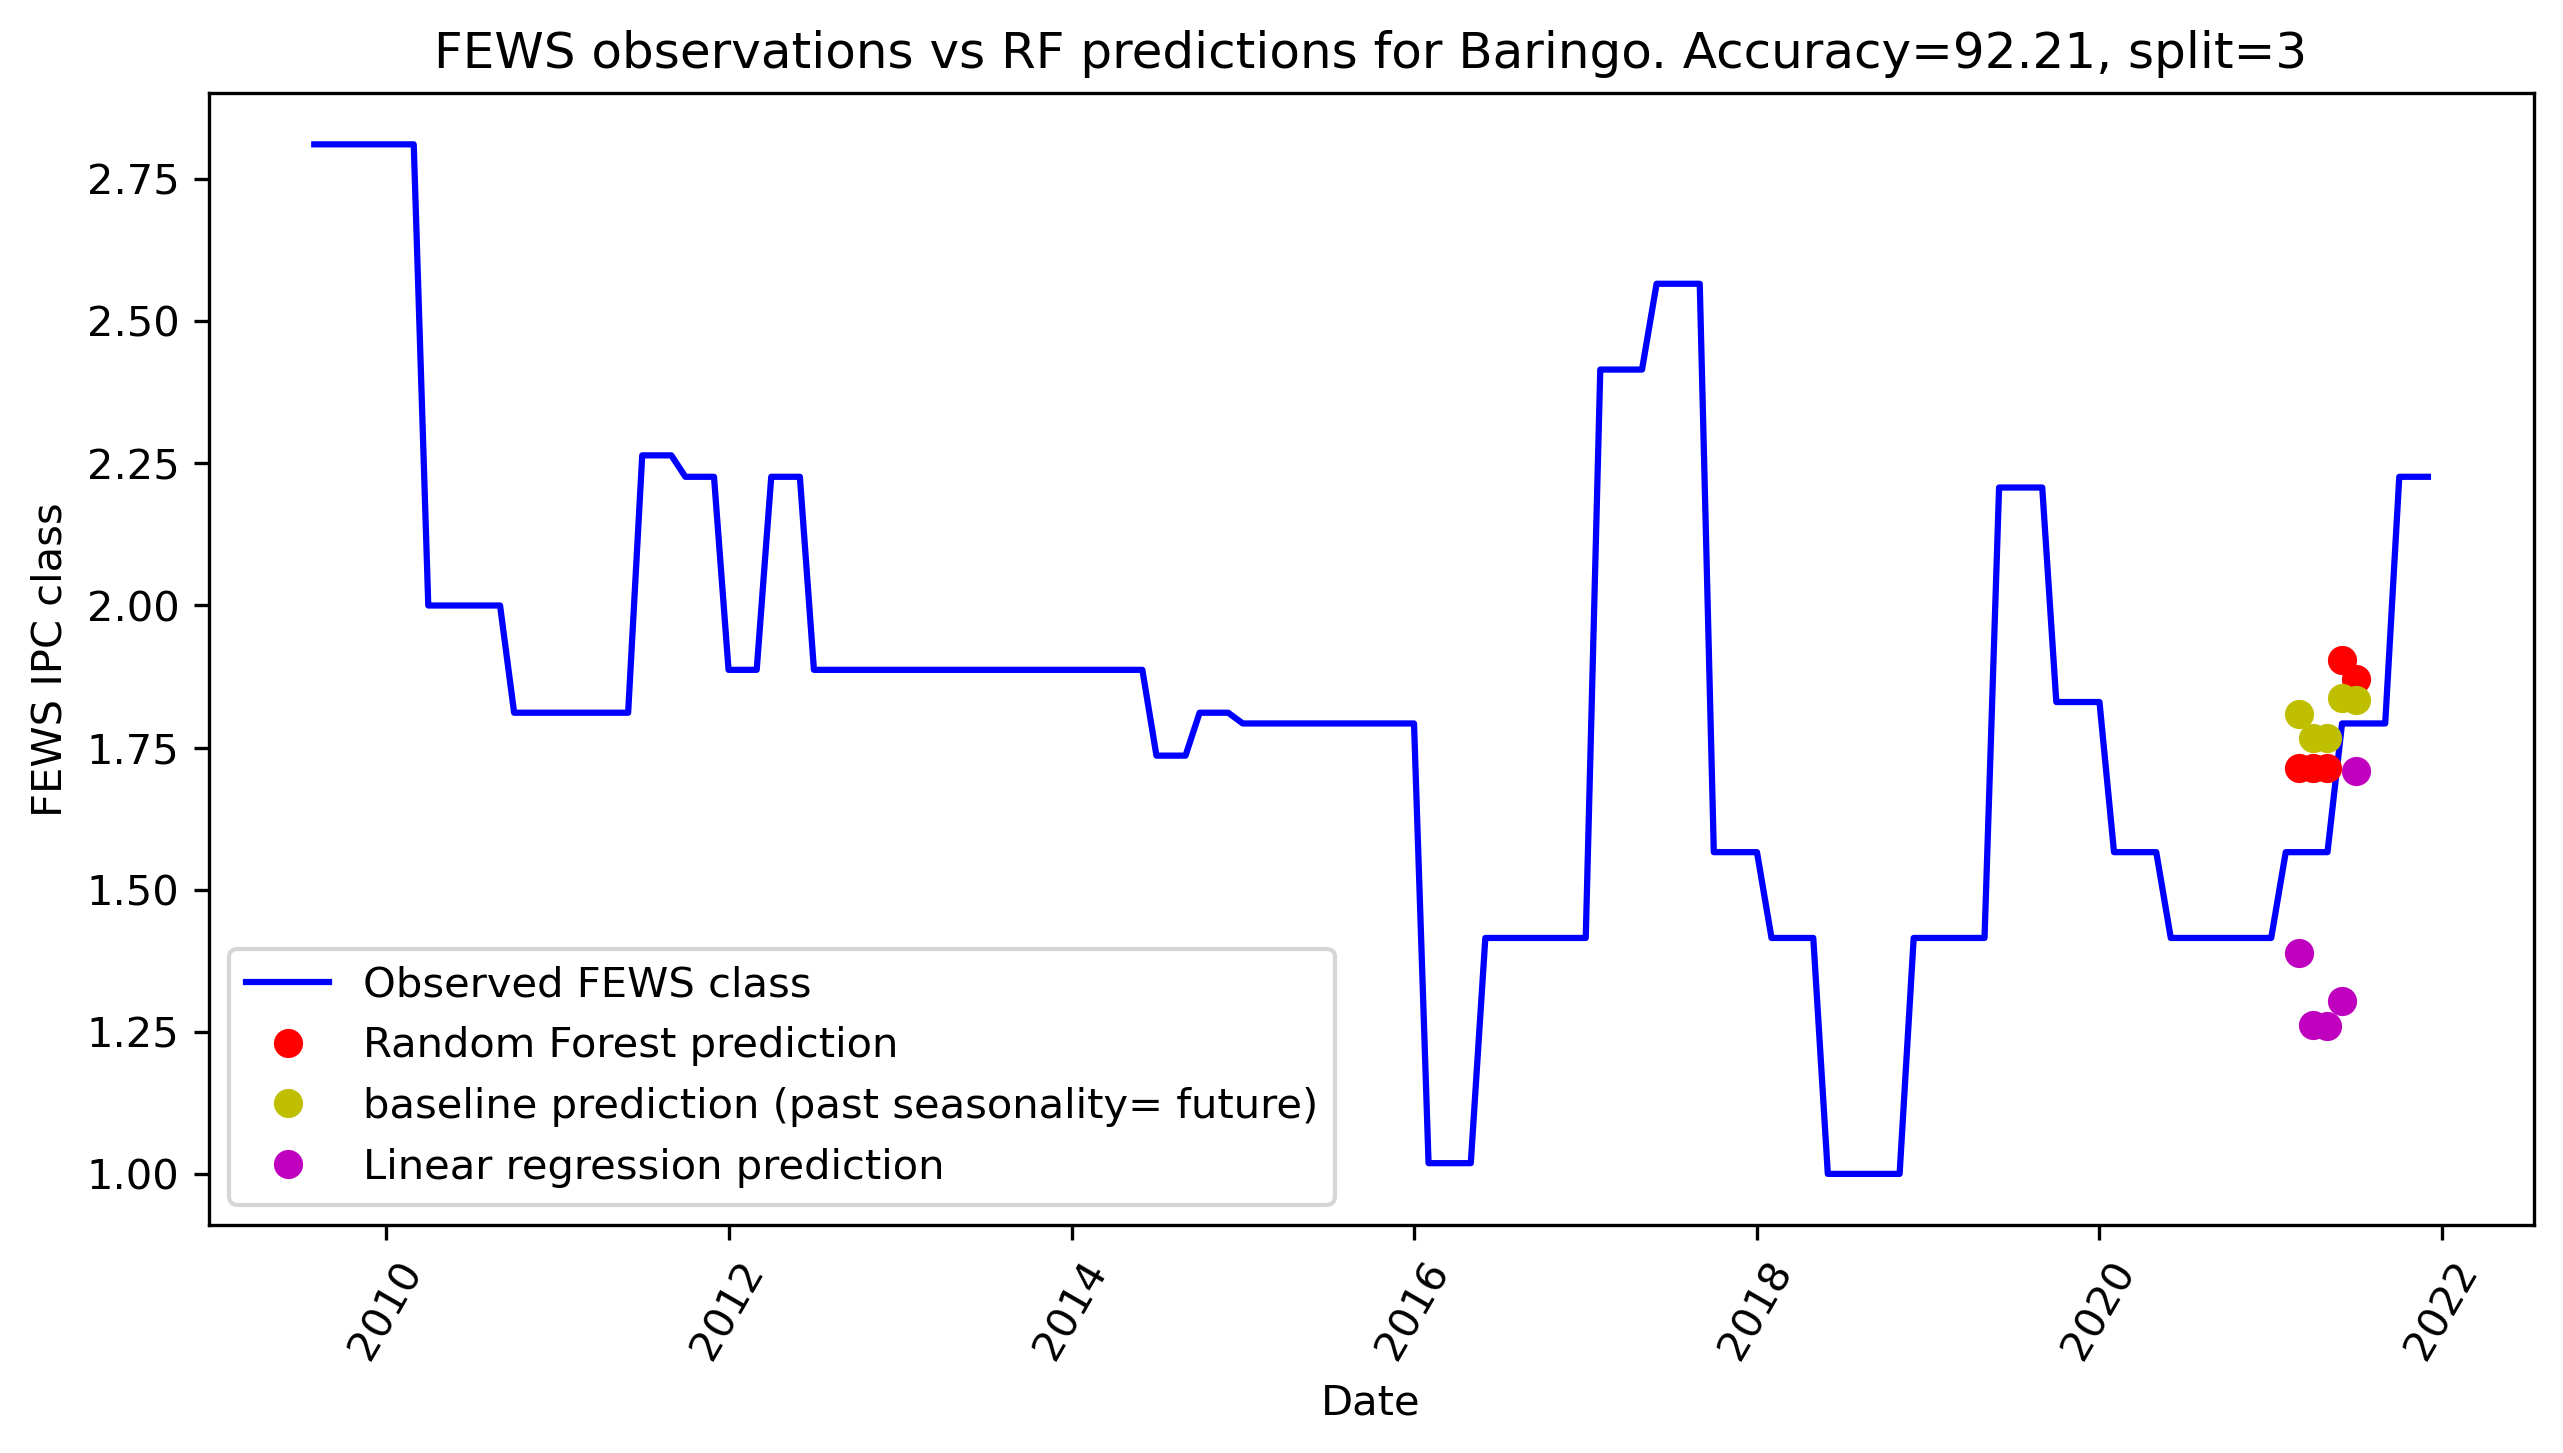 FEWS observations vs RF predictions for Baringo. Accuracy=92.21, split=3
FEWS IPC class
2.75
2.50
2.25
2.00
1.75
1.50
1.25
1.00
Observed FEWS class
Random Forest prediction
baseline prediction (past seasonality= future)
Linear regression prediction
2010
2012
2014
2016
2018
2020
2022
Date